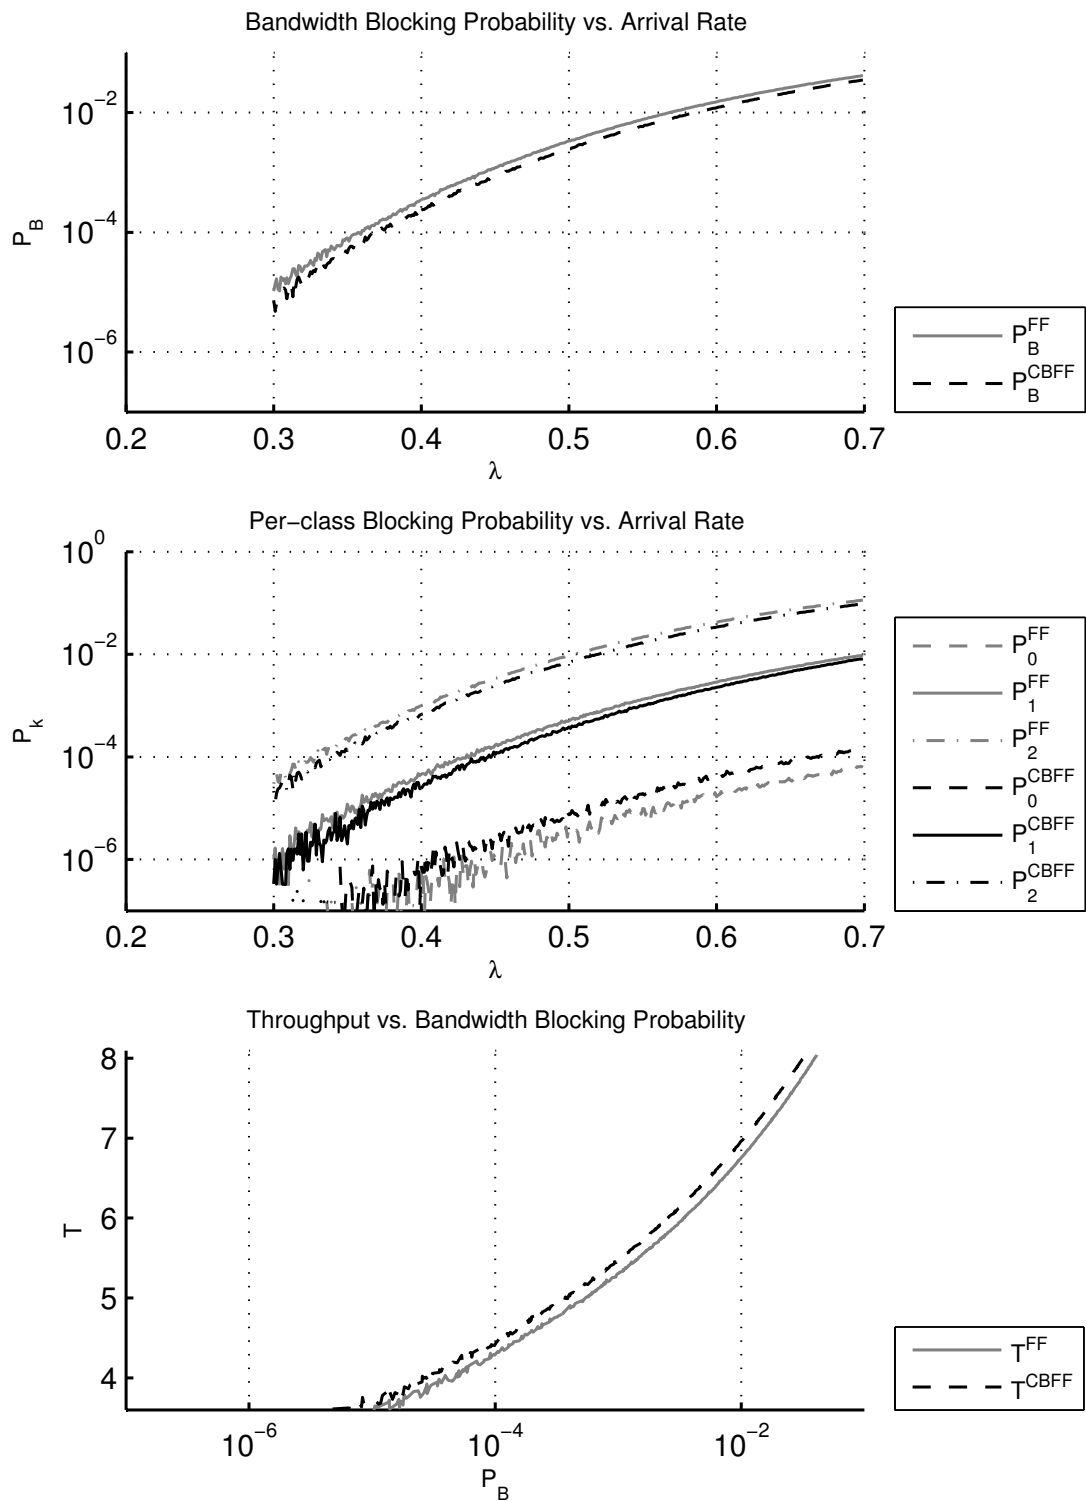 Bandwidth Blocking Probability vs. Arrival Rate
10^−2
10^−4
10^−6
P_B
0.2 0.3 0.4 0.5 0.6 0.7
λ
P_B^FF
P_B^CBFF
Per−class Blocking Probability vs. Arrival Rate
10^0
10^−2
10^−4
10^−6
P_k
0.2 0.3 0.4 0.5 0.6 0.7
λ
P_0^FF
P_1^FF
P_2^FF
P_0^CBFF
P_1^CBFF
P_2^CBFF
Throughput vs. Bandwidth Blocking Probability
8
7
6
5
4
T
10^−6 10^−4 10^−2
P_B
T^FF
T^CBFF